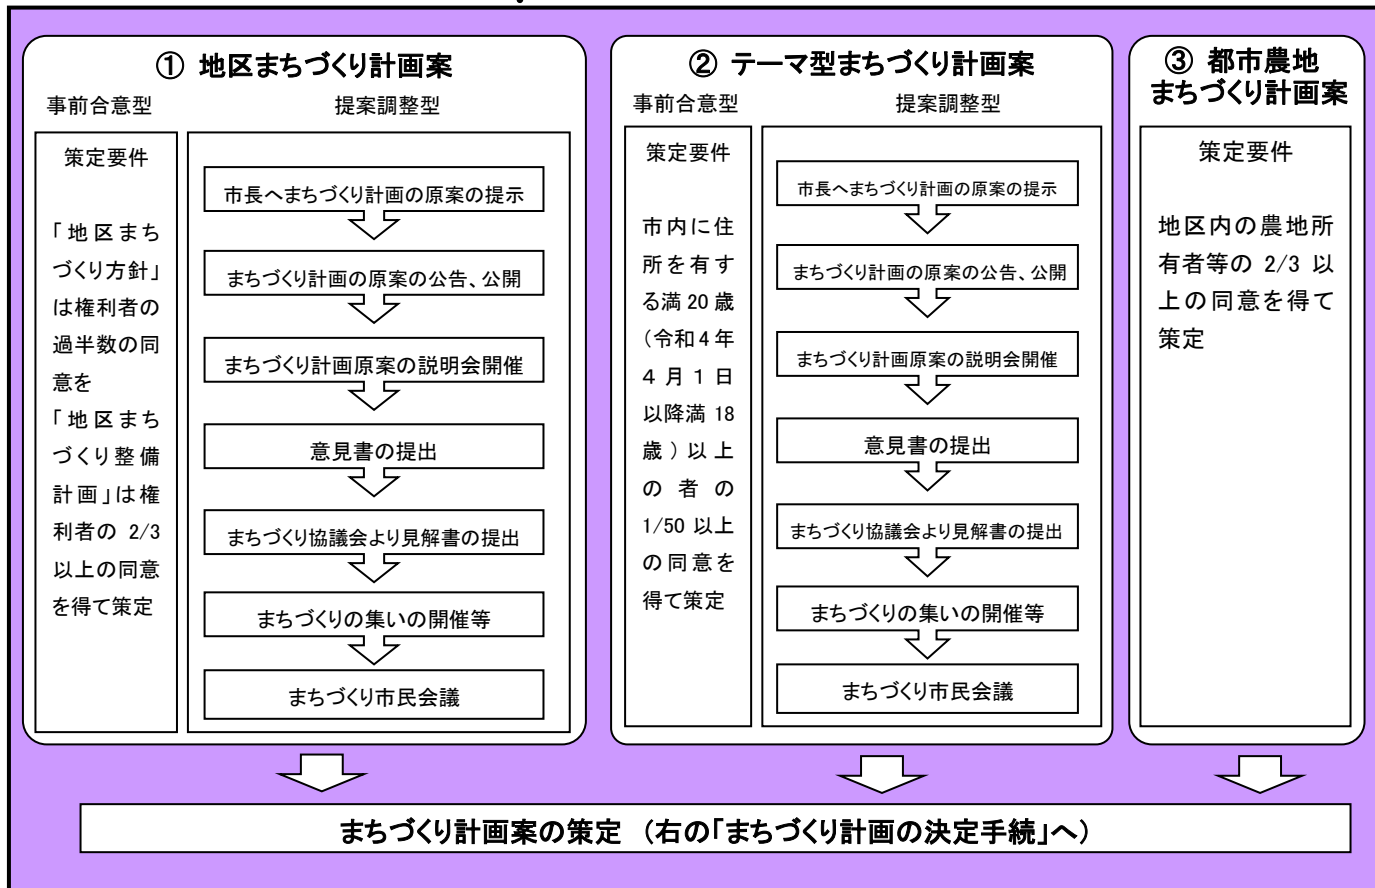 ① 地区まちづくり計画案
事前合意型
提案調整型
策定要件
「地区まち
づくり方針」
は権利者の
過半数の同
意を
「地区まち
づくり整備
計画」は権
利者の 2/3
以上の同意
を得て策定
市長へまちづくり計画の原案の提示
まちづくり計画の原案の公告、公開
まちづくり計画原案の説明会開催
意見書の提出
まちづくり協議会より見解書の提出
まちづくりの集いの開催等
まちづくり市民会議
② テーマ型まちづくり計画案
事前合意型
提案調整型
策定要件
市内に住
所を有す
る満 20 歳
(令和4年
4月1日
以降満 18
歳)以上
の者の
1/50 以上
の同意を
得て策定
市長へまちづくり計画の原案の提示
まちづくり計画の原案の公告、公開
まちづくり計画原案の説明会開催
意見書の提出
まちづくり協議会より見解書の提出
まちづくりの集いの開催等
まちづくり市民会議
③ 都市農地
まちづくり計画案
策定要件
地区内の農地所
有者等の 2/3 以
上の同意を得て
策定
まちづくり計画案の策定 (右の「まちづくり計画の決定手続」へ)